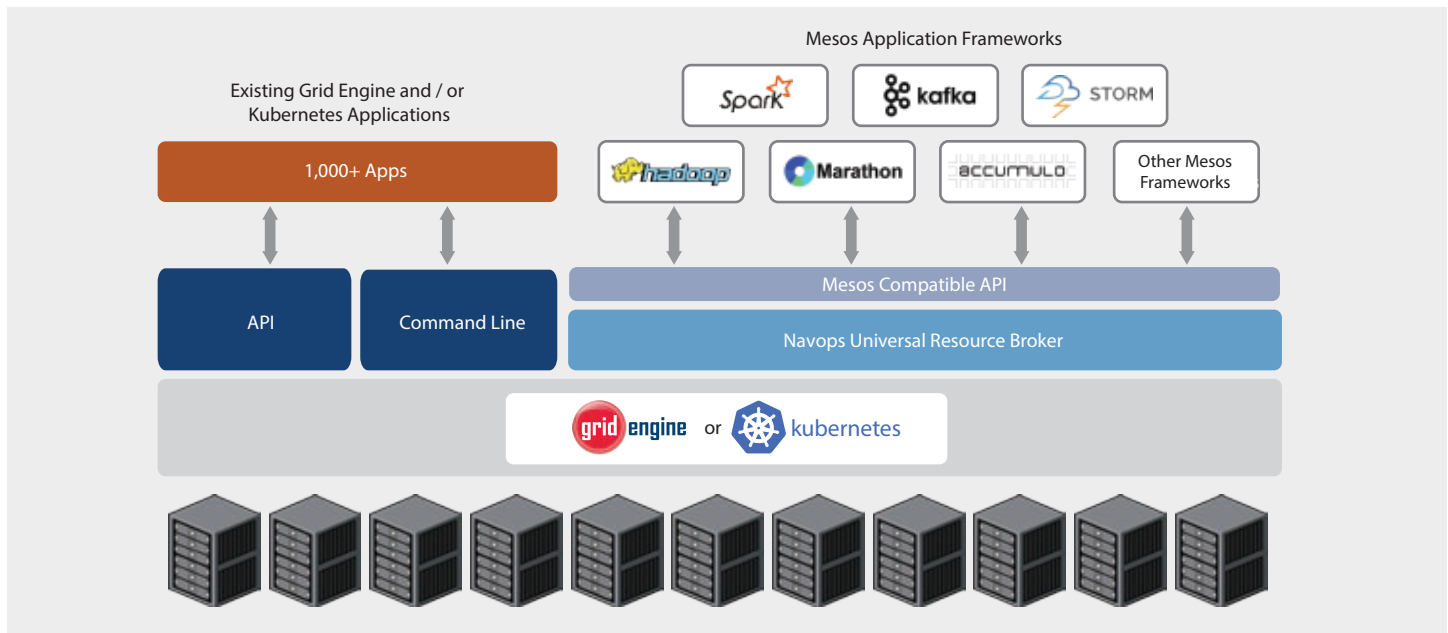 Mesos Application Frameworks
Existing Grid Engine and / or
Kubernetes Applications
Spark
kafka
STORM
1,000+ Apps
hadoop
Marathon
accumulo
Other Mesos
Frameworks
API
Command Line
Mesos Compatible API
Navops Universal Resource Broker
grid engine or kubernetes